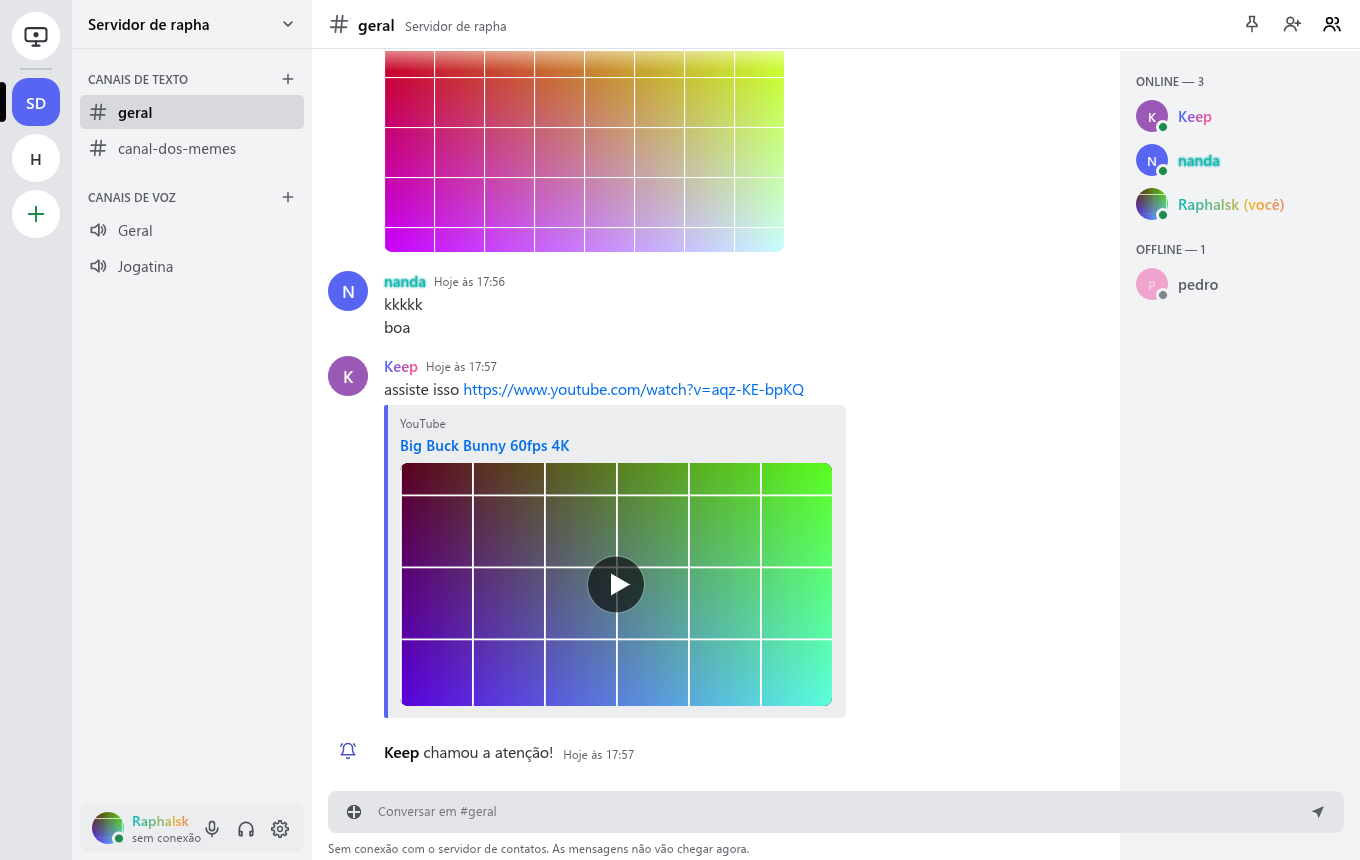 Servidor de rapha
geral Servidor de rapha
SD
H
CANAIS DE TEXTO
geral
canal-dos-memes
CANAIS DE VOZ
Geral
Jogatina
Raphalsk
sem conexão
N
nanda Hoje às 17:56
kkkkk
boa
K
Keep Hoje às 17:57
assiste isso https://www.youtube.com/watch?v=aqz-KE-bpKQ
YouTube
Big Buck Bunny 60fps 4K
Keep chamou a atenção! Hoje às 17:57
Conversar em #geral
Sem conexão com o servidor de contatos. As mensagens não vão chegar agora.
ONLINE — 3
K Keep
N nanda
Raphalsk (você)
OFFLINE — 1
P pedro